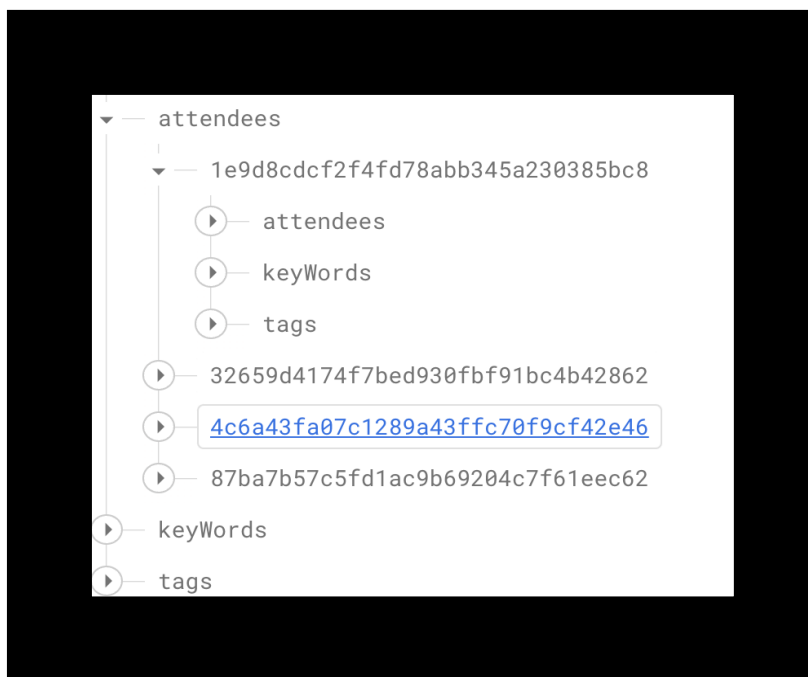 attendees
1e9d8cdcf2f4fd78abb345a230385bc8
attendees
keyWords
tags
32659d4174f7bed930fbf91bc4b42862
4c6a43fa07c1289a43ffc70f9cf42e46
87ba7b57c5fd1ac9b69204c7f61eec62
keyWords
tags